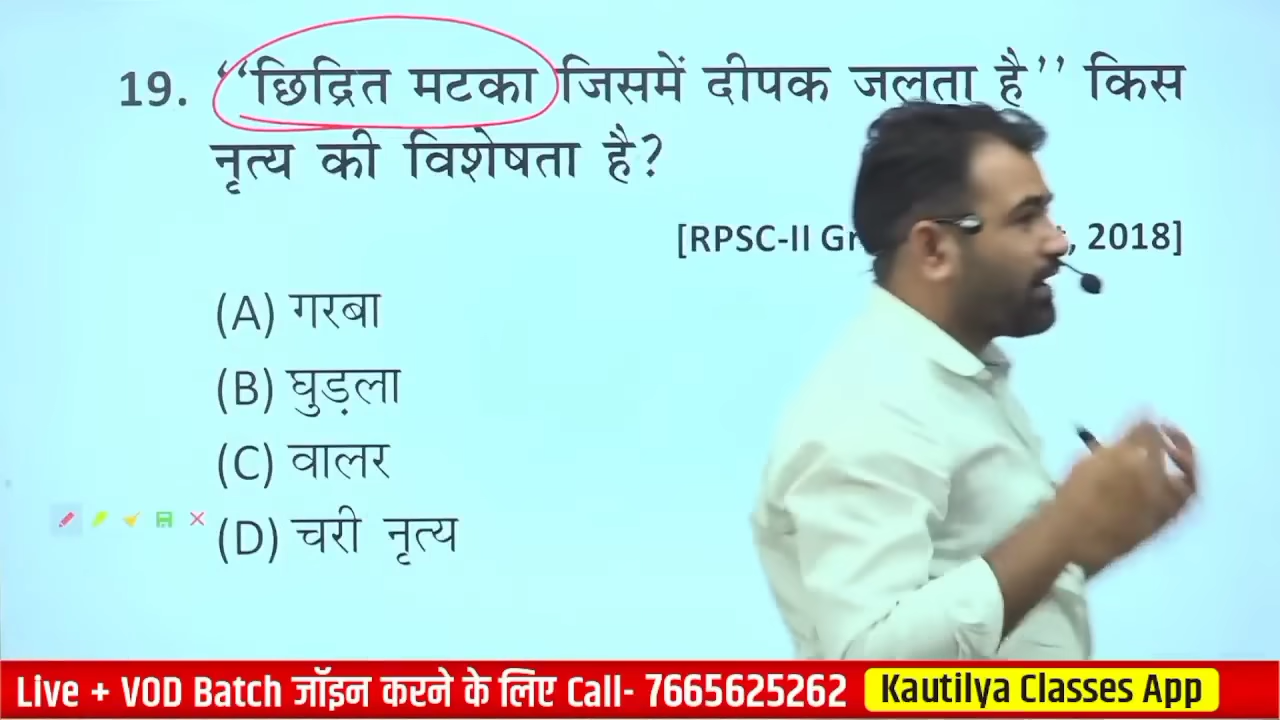 19. ‘‘छिद्रित मटका जिसमें दीपक जलता है’’ किस
नृत्य की विशेषता है?
[RPSC-II , 2018]
(A) गरबा
(B) घुड़ला
(C) वालर
(D) चरी नृत्य
Live + VOD Batch जॉइन करने के लिए Call- 7665625262 Kautilya Classes App